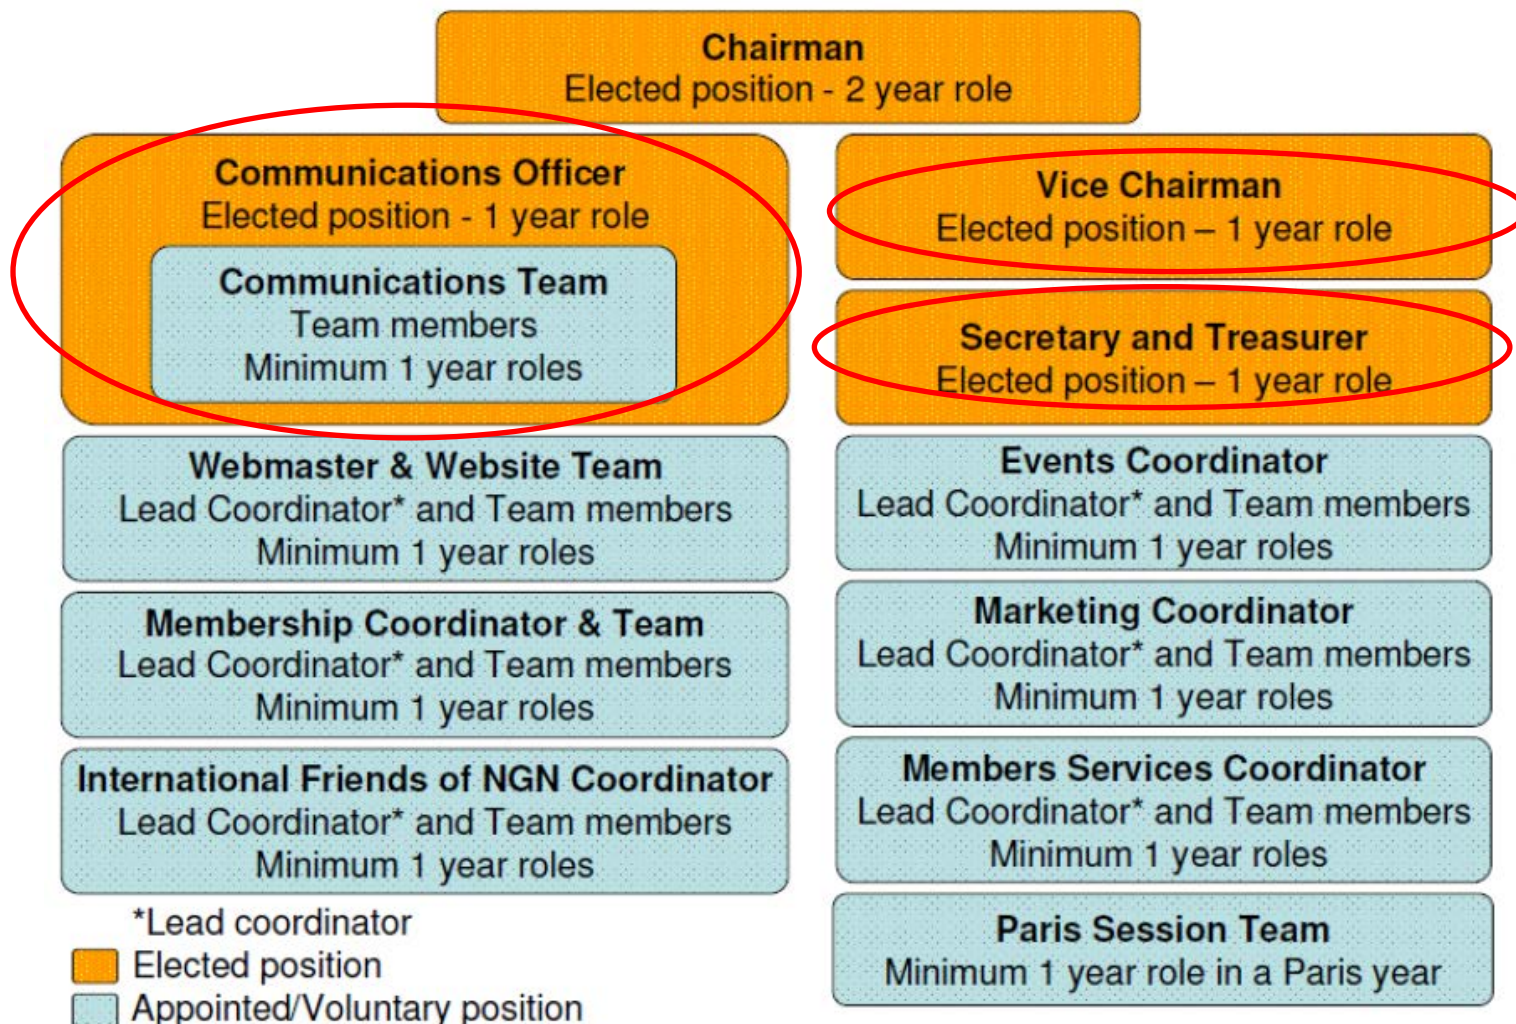 Chairman
Elected position - 2 year role
Communications Officer
Elected position - 1 year role
Communications Team
Team members
Minimum 1 year roles
Webmaster & Website Team
Lead Coordinator* and Team members
Minimum 1 year roles
Membership Coordinator & Team
Lead Coordinator* and Team members
Minimum 1 year roles
International Friends of NGN Coordinator
Lead Coordinator* and Team members
Minimum 1 year roles
Vice Chairman
Elected position – 1 year role
Secretary and Treasurer
Elected position – 1 year role
Events Coordinator
Lead Coordinator* and Team members
Minimum 1 year roles
Marketing Coordinator
Lead Coordinator* and Team members
Minimum 1 year roles
Members Services Coordinator
Lead Coordinator* and Team members
Minimum 1 year roles
Paris Session Team
Minimum 1 year role in a Paris year
*Lead coordinator
Elected position
Appointed/Voluntary position